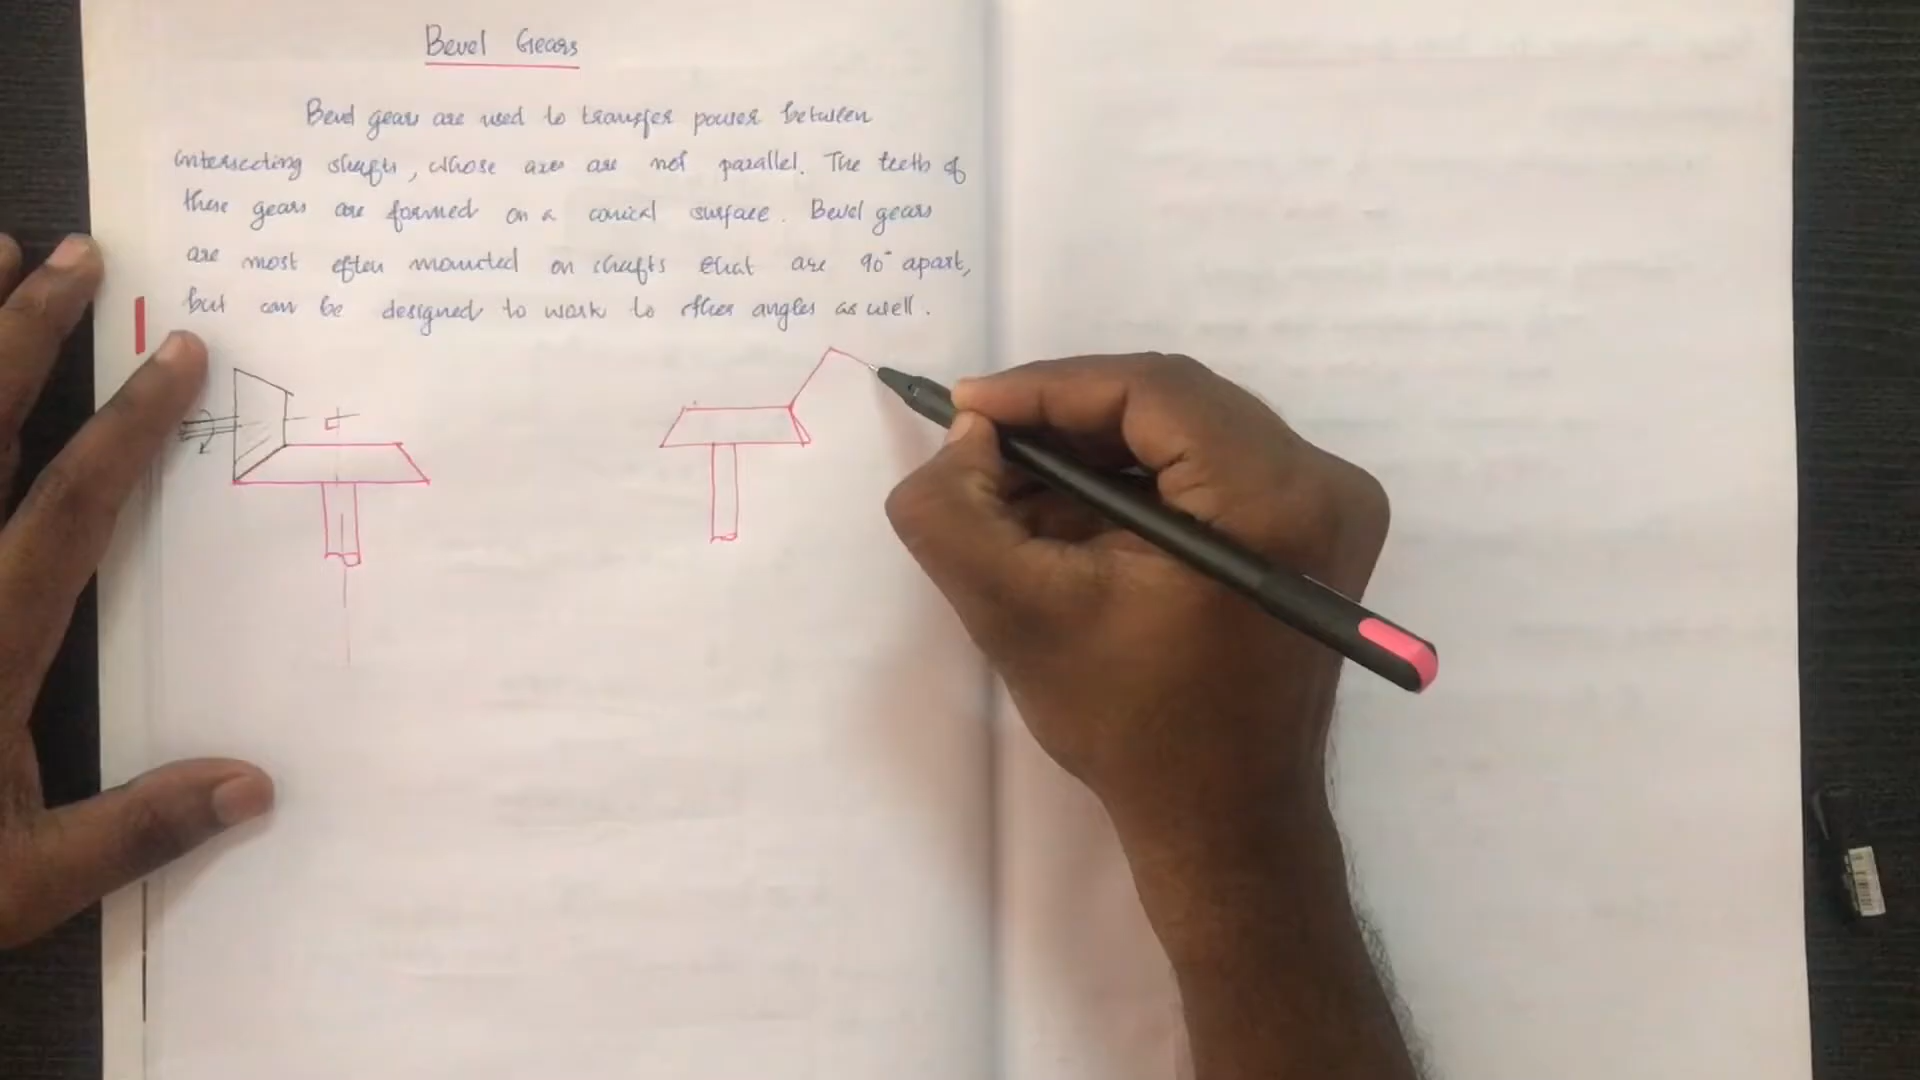 Bevel Gears
Bevel gears are used to transfer power between
intersecting shafts, whose axes are not parallel. The teeth of
these gears are formed on a conical surface. Bevel gears
are most often mounted on shafts that are 90° apart,
but can be designed to work to other angles as well.